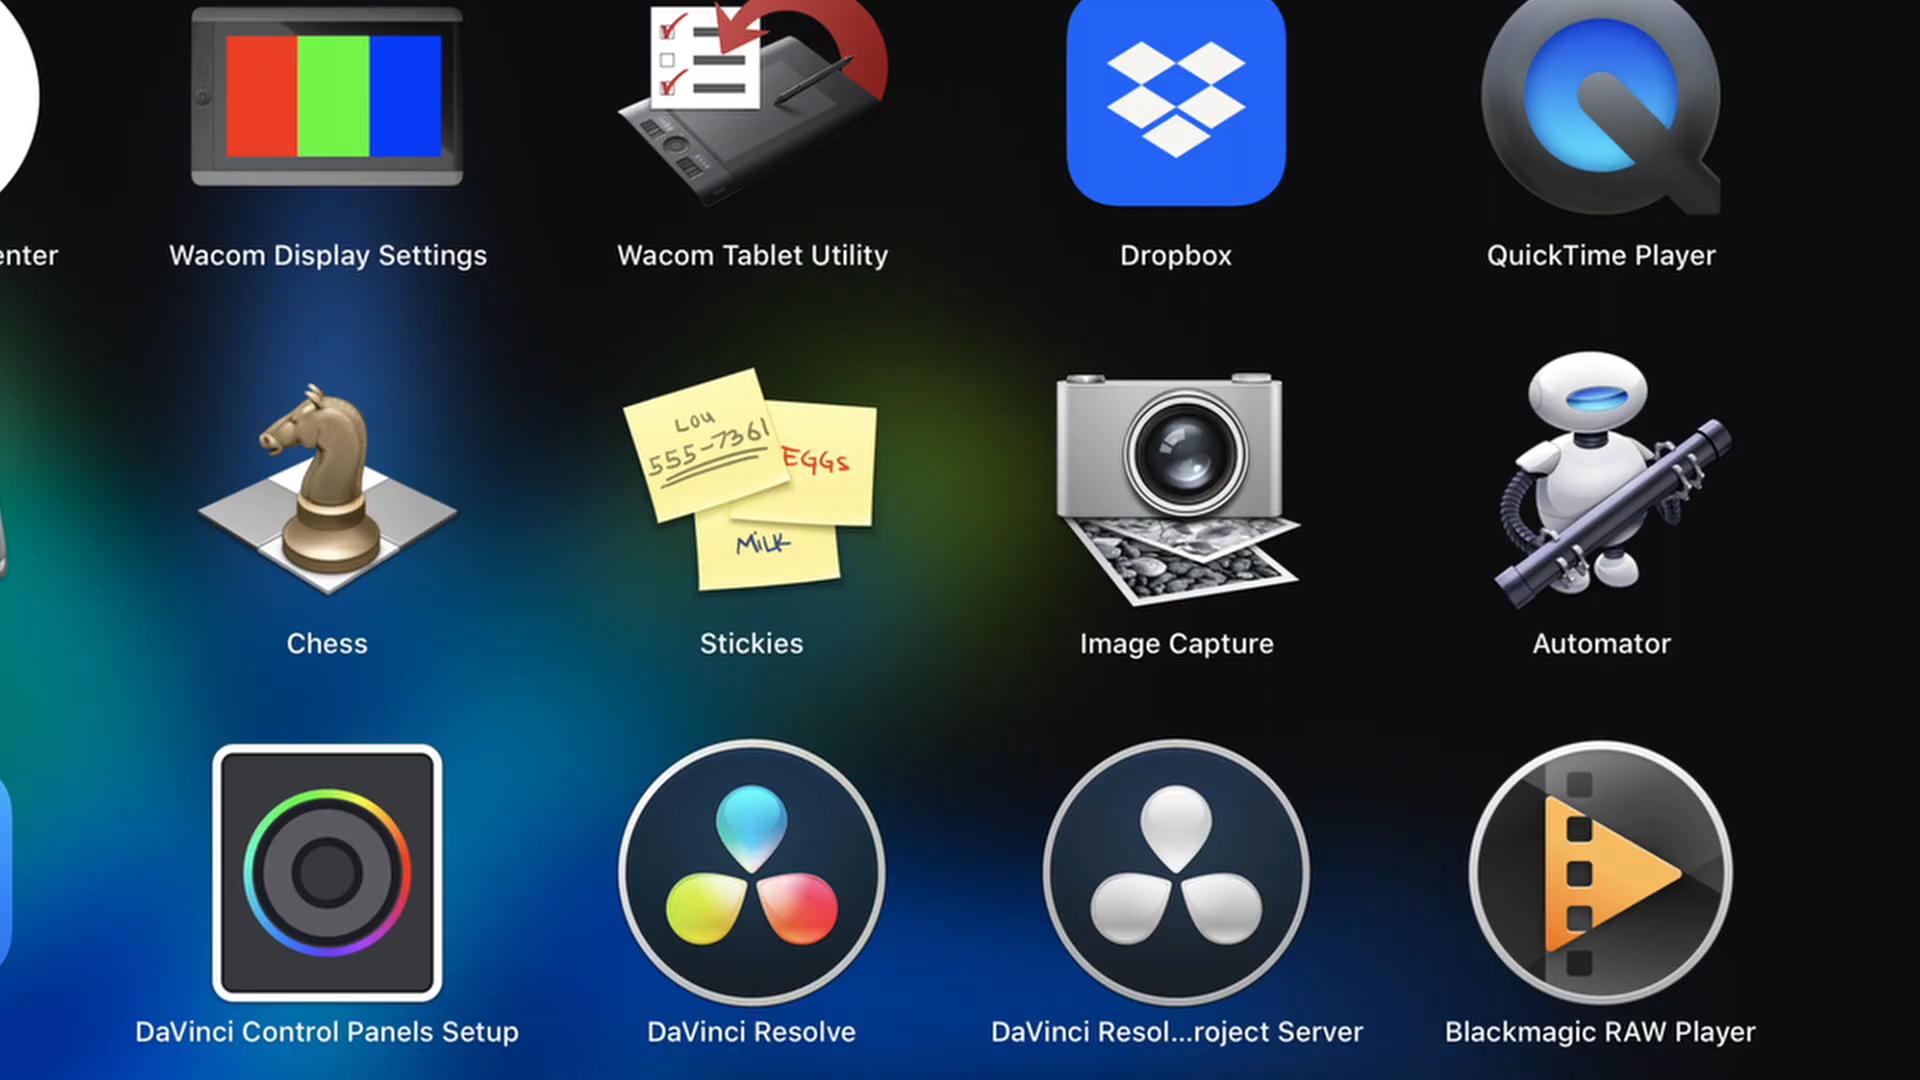 enter
Wacom Display Settings
Wacom Tablet Utility
Dropbox
QuickTime Player
Lou
555-7361
EGGs
MiLK
Chess
Stickies
Image Capture
Automator
DaVinci Control Panels Setup
DaVinci Resolve
DaVinci Resol...roject Server
Blackmagic RAW Player